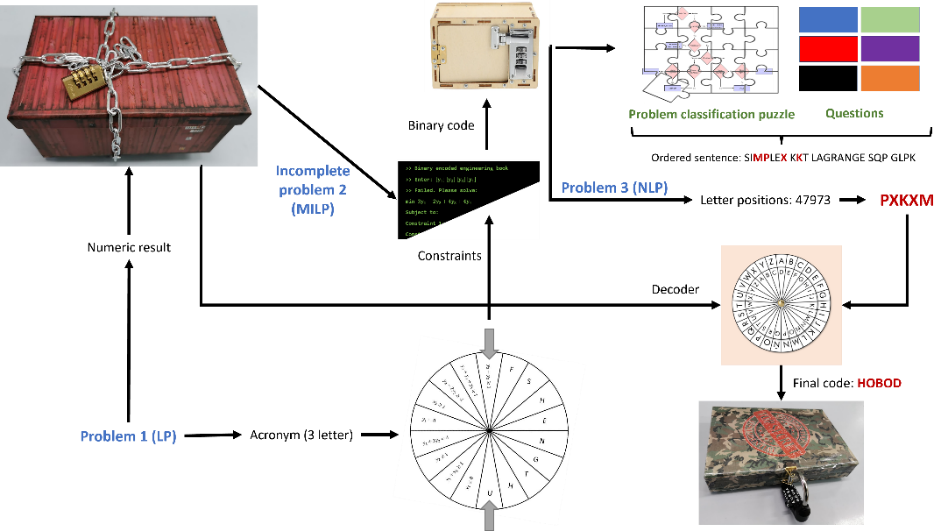 Problem classification puzzle
Questions
Binary code
Ordered sentence: SIMPLEX KKT LAGRANGE SQP GLPK
Incomplete
problem 2
(MILP)
=> Binary encoded engineering book
=> Failed. Please solve:
Subject to:
Problem 3 (NLP)
Letter positions: 47973
PXKXM
Numeric result
Constraints
Decoder
A B C D E F G H I J K L M N O P Q R S T U V W X Y Z
Final code: HOBOD
Problem 1 (LP)
Acronym (3 letter)
F
S
E
N
G
T
H
U